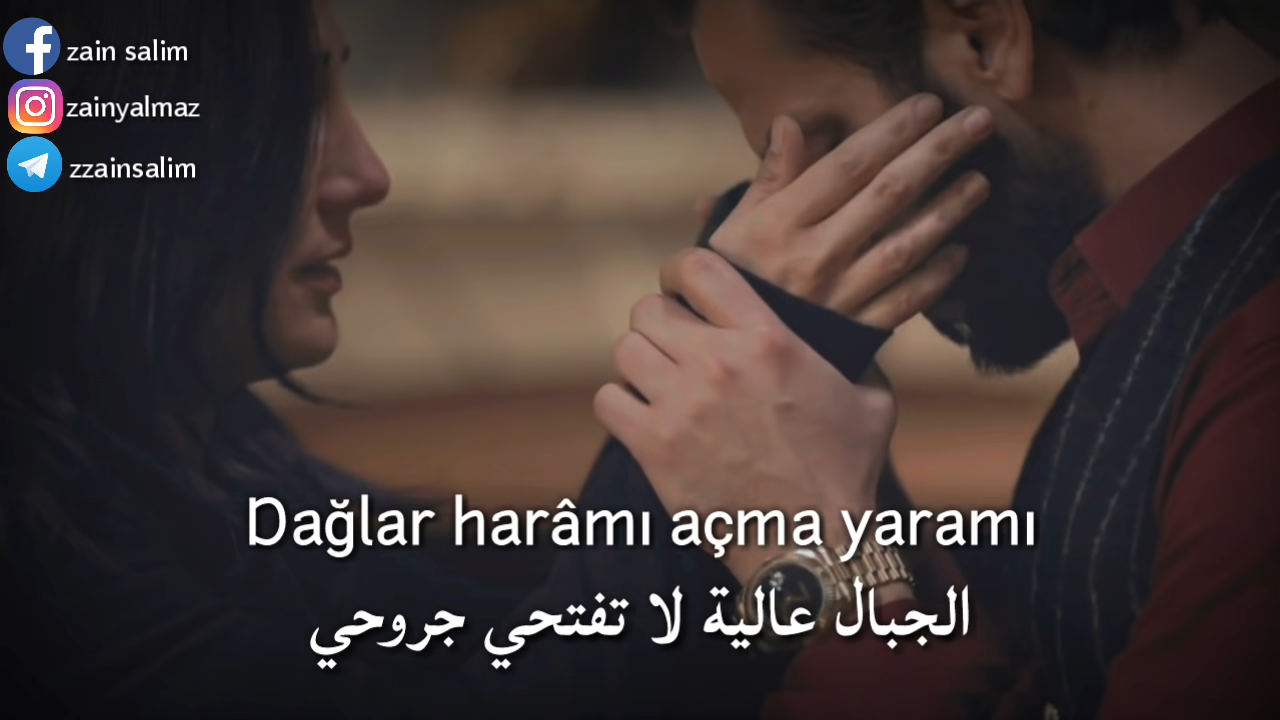 zain salim
zainyalmaz
zzainsalim
Dağlar harâmı açma yaramı
الجبال عالية لا تفتحي جروحي